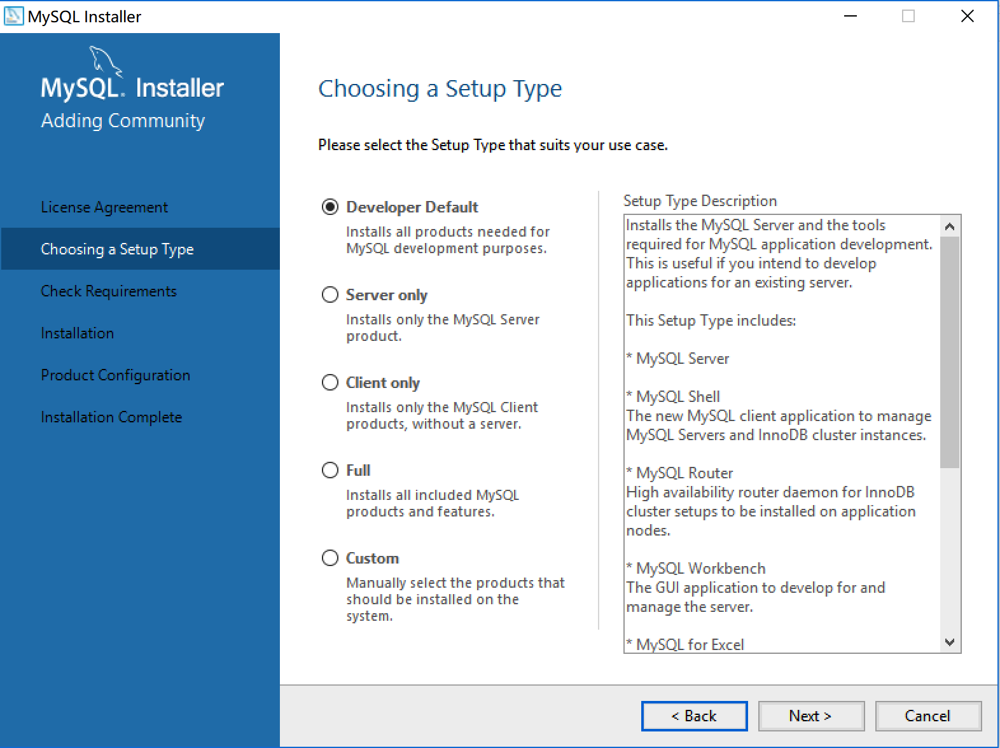 MySQL Installer
MySQL. Installer
Adding Community
License Agreement
Choosing a Setup Type
Check Requirements
Installation
Product Configuration
Installation Complete
Choosing a Setup Type
Please select the Setup Type that suits your use case.
Developer Default
Installs all products needed for
MySQL development purposes.
Server only
Installs only the MySQL Server
product.
Client only
Installs only the MySQL Client
products, without a server.
Full
Installs all included MySQL
products and features.
Custom
Manually select the products that
should be installed on the
system.
Setup Type Description
Installs the MySQL Server and the tools
required for MySQL application development.
This is useful if you intend to develop
applications for an existing server.
This Setup Type includes:
* MySQL Server
* MySQL Shell
The new MySQL client application to manage
MySQL Servers and InnoDB cluster instances.
* MySQL Router
High availability router daemon for InnoDB
cluster setups to be installed on application
nodes.
* MySQL Workbench
The GUI application to develop for and
manage the server.
* MySQL for Excel
< Back
Next >
Cancel